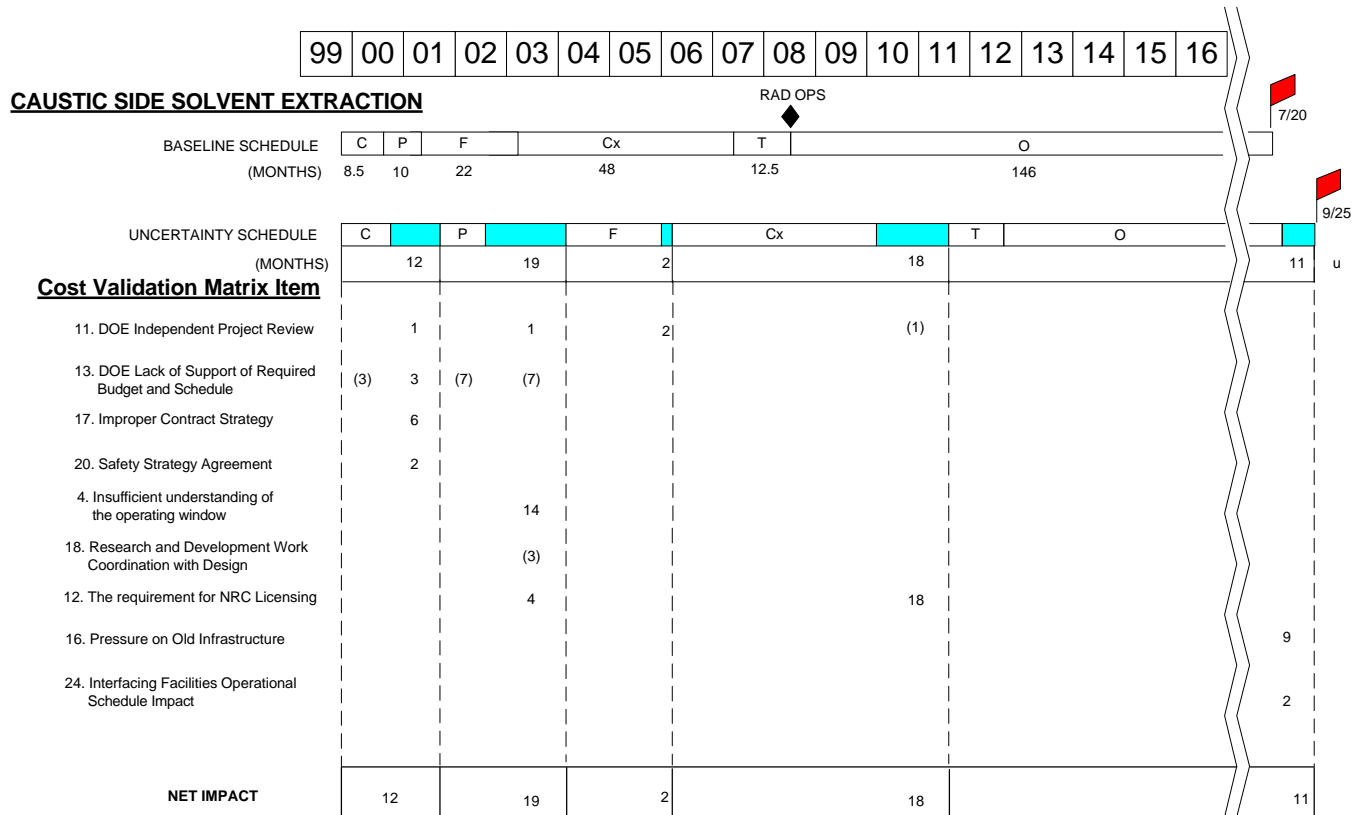 99 00 01 02 03 04 05 06 07 08 09 10 11 12 13 14 15 16
CAUSTIC SIDE SOLVENT EXTRACTION
RAD OPS
7/20
BASELINE SCHEDULE C P F Cx T O
(MONTHS) 8.5 10 22 48 12.5 146
9/25
UNCERTAINTY SCHEDULE C P F Cx T O
(MONTHS) 12 19 2 18 11 u
Cost Validation Matrix Item
11. DOE Independent Project Review 1 1 2 (1)
13. DOE Lack of Support of Required
Budget and Schedule (3) 3 (7) (7)
17. Improper Contract Strategy 6
20. Safety Strategy Agreement 2
4. Insufficient understanding of
the operating window 14
18. Research and Development Work
Coordination with Design (3)
12. The requirement for NRC Licensing 4 18
16. Pressure on Old Infrastructure 9
24. Interfacing Facilities Operational
Schedule Impact 2
NET IMPACT 12 19 2 18 11